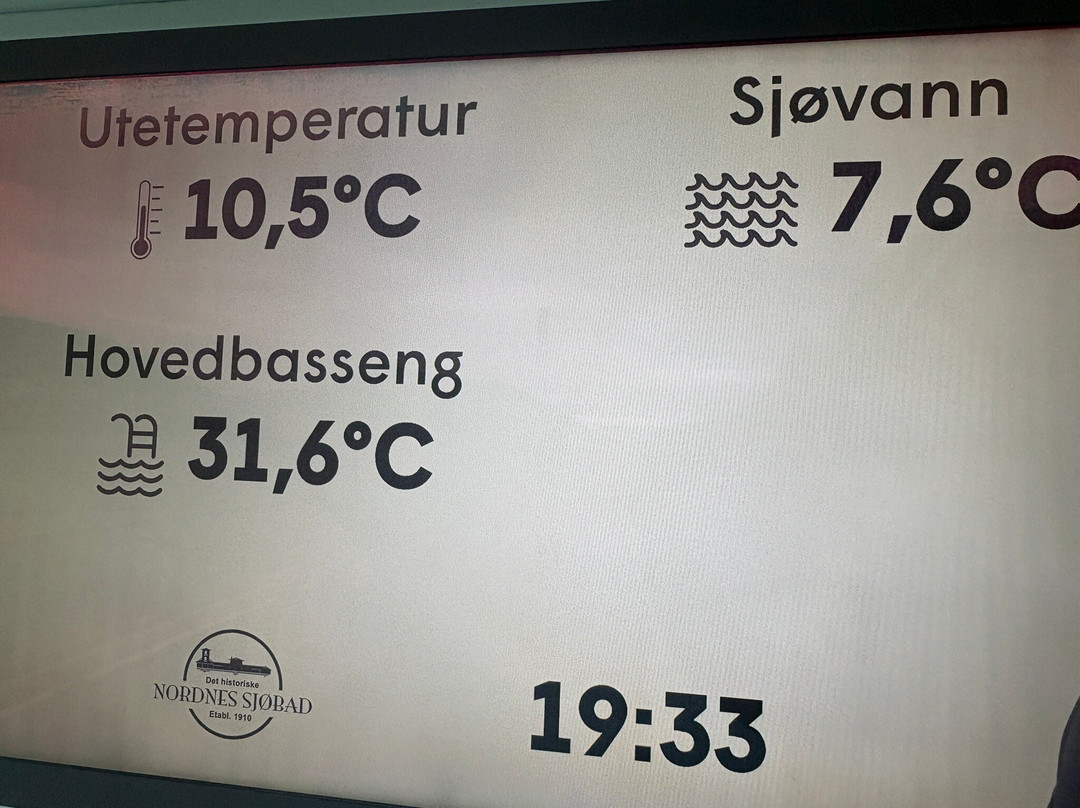 Utetemperatur
10,5°C
Sjøvann
7,6°C
Hovedbasseng
31,6°C
Det historiske
NORDNES SJØBAD
Etabl. 1910
19:33